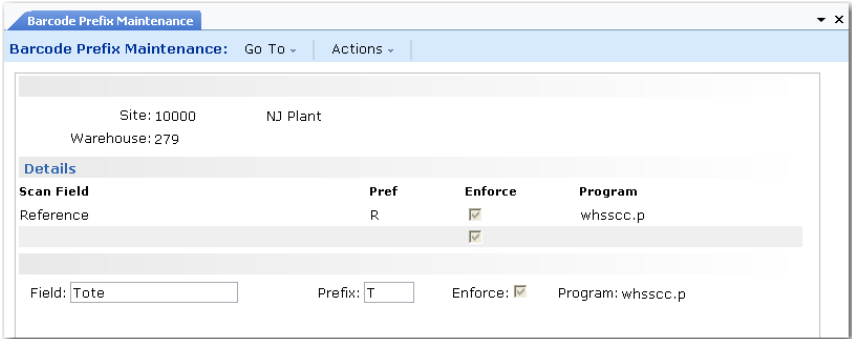 Barcode Prefix Maintenance
Barcode Prefix Maintenance: Go To Actions
Site: 10000 NJ Plant
Warehouse: 279
Details
Scan Field Pref Enforce Program
Reference R whsscc.p
Field: Tote Prefix: T Enforce: Program: whsscc.p